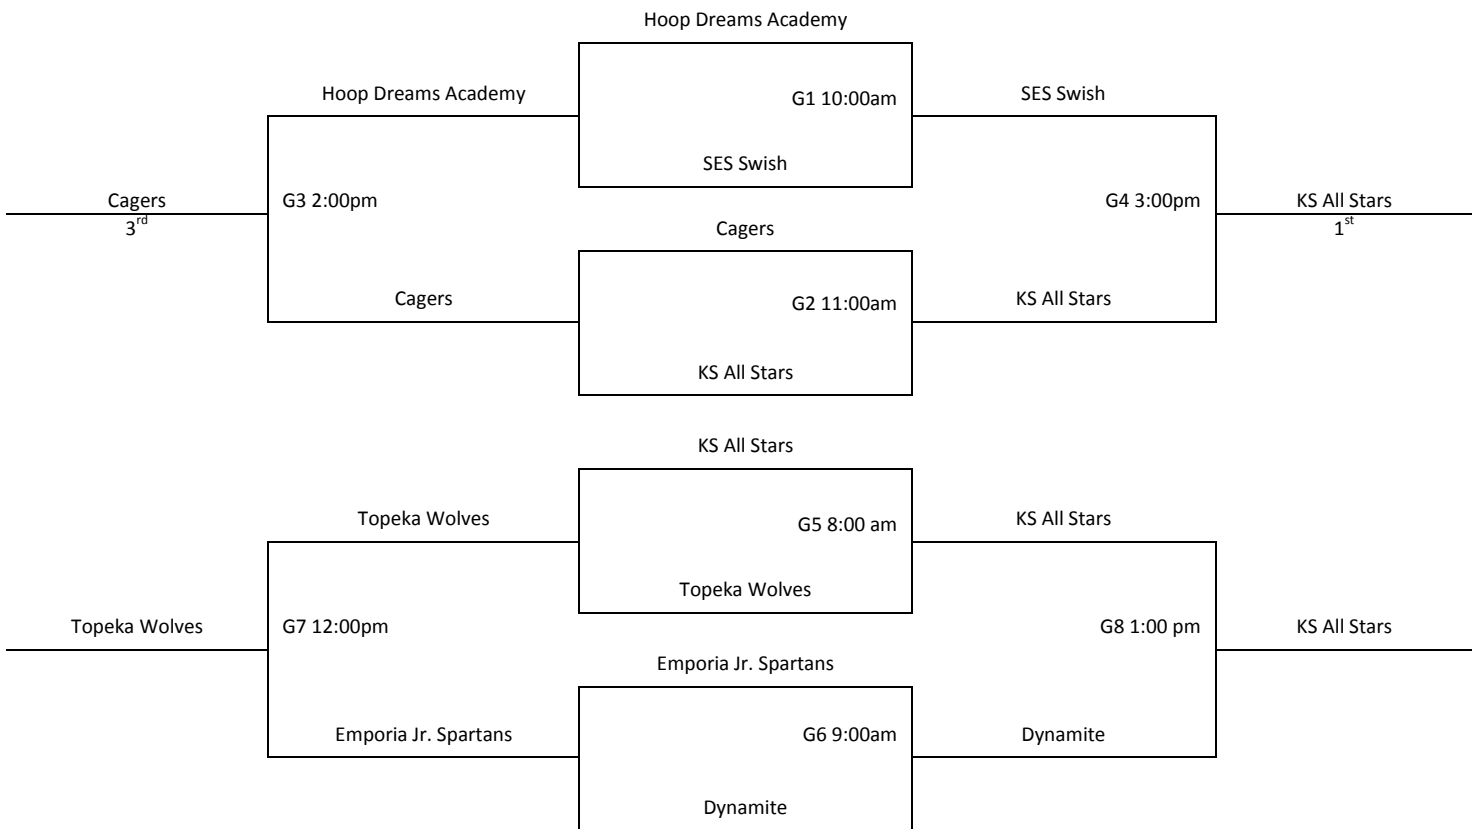 Hoop Dreams Academy
Hoop Dreams Academy
G1 10:00am
SES Swish
SES Swish
Cagers
3rd
G3 2:00pm
G4 3:00pm
KS All Stars
1st
Cagers
Cagers
G2 11:00am
KS All Stars
KS All Stars
KS All Stars
Topeka Wolves
G5 8:00 am
KS All Stars
Topeka Wolves
Topeka Wolves
G7 12:00pm
G8 1:00 pm
KS All Stars
Emporia Jr. Spartans
Emporia Jr. Spartans
G6 9:00am
Dynamite
Dynamite